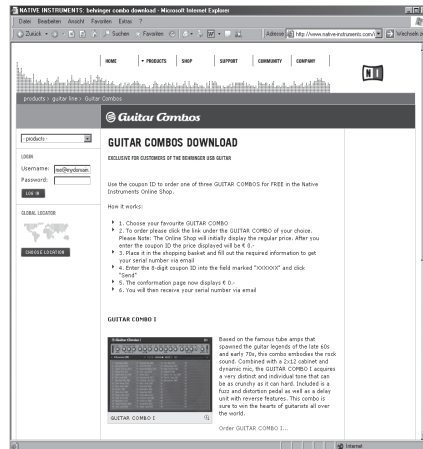 NATIVE INSTRUMENTS: behringer combo download - Microsoft Internet Explorer
Datei Bearbeiten Ansicht Favoriten Extras ?
Zurück Suchen Favoriten Adresse http://www.native-instruments.com/i Wechseln z
HOME PRODUCTS SHOP SUPPORT COMMUNITY COMPANY
NI
products> guitar line > Guitar Combos
Guitar Combos
- products -
LOGIN
Username: ine@mydomain.
Password:
LOG IN
GLOBAL LOCATOR
CHOOSE LOCATION
GUITAR COMBOS DOWNLOAD
EXCLUSIVE FOR CUSTOMERS OF THE BEHRINGER USB GUITAR
Use the coupon ID to order one of three GUITAR COMBOS for FREE in the Native
Instruments Online Shop.
How it works:
1. Choose your favourite GUITAR COMBO
2. To order please click the link under the GUITAR COMBO of your choice.
Please Note: The Online Shop will initially display the regular price. After you
enter the coupon ID the price displayed will be € 0.-
3. Place it in the shopping basket and fill out the required information to get
your serial number via email
4. Enter the 8-digit coupon ID into the field marked "XXXXXX" and click
"Send"
5. The conformation page now displays € 0.-
6. You will then receive your serial number via email
GUITAR COMBO I
Based on the famous tube amps that
spawned the guitar legends of the late 60s
and early 70s, this combo embodies the rock
sound. Combined with a 2x12 cabinet and
dynamic mic, the GUITAR COMBO I acquires
a very distinct and individual tone that can
be as crunchy as it can hard. Included is a
fuzz and distortion pedal as well as a delay
unit with reverse features. This combo is
sure to win the hearts of guitarists all over
the world.
GUITAR COMBO I
Order GUITAR COMBO I...
Internet